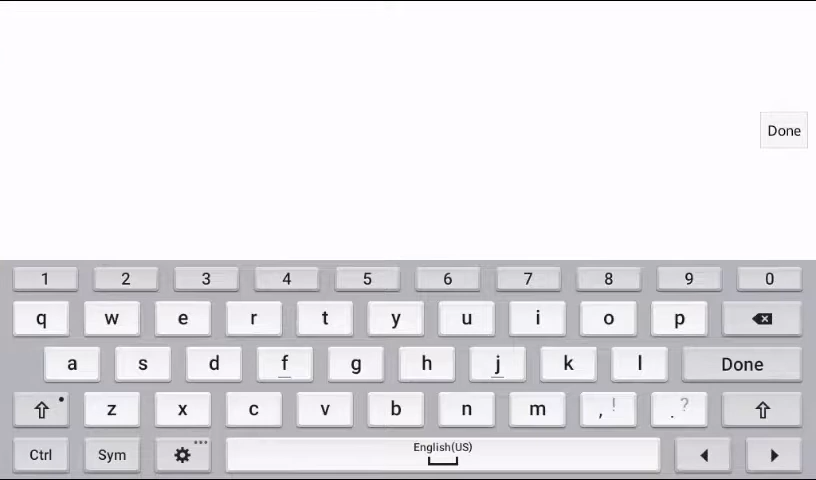 Done
1 2 3 4 5 6 7 8 9 0
q w e r t y u i o p
a s d f g h j k l Done
z x c v b n m , ! . ?
Ctrl Sym English(US)